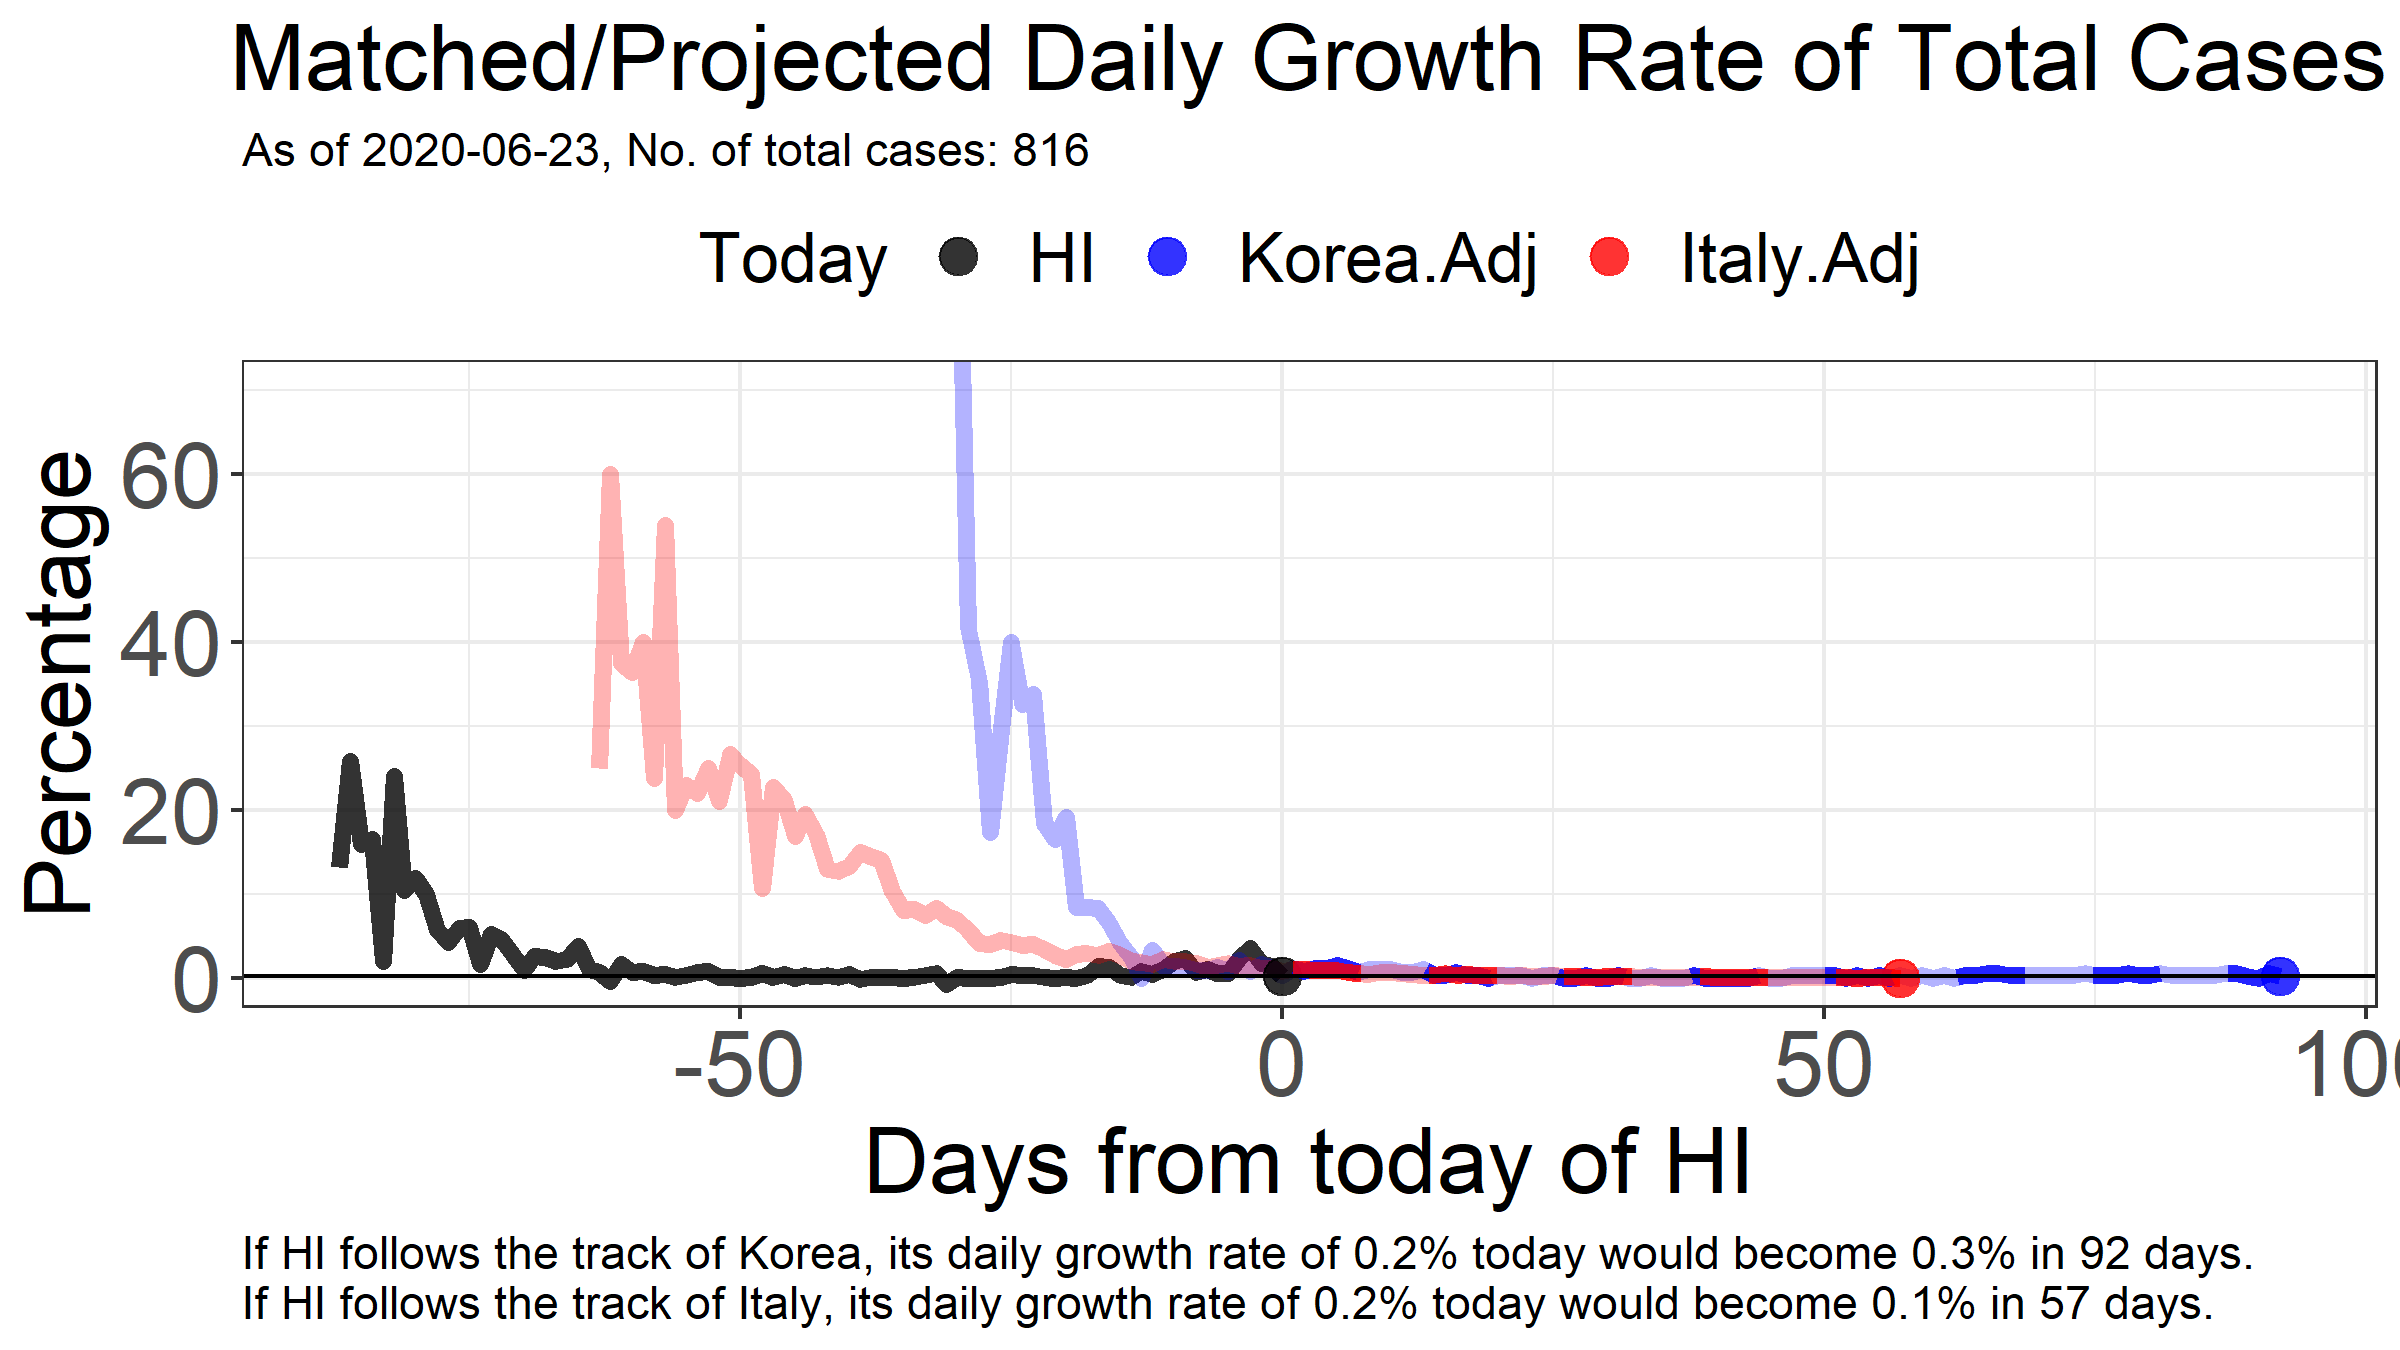 Matched/Projected Daily Growth Rate of Total Cases
As of 2020-06-23, No. of total cases: 816
Today HI Korea.Adj Italy.Adj
Percentage
60
40
20
0
-50 0 50 100
Days from today of HI
If HI follows the track of Korea, its daily growth rate of 0.2% today would become 0.3% in 92 days.
If HI follows the track of Italy, its daily growth rate of 0.2% today would become 0.1% in 57 days.